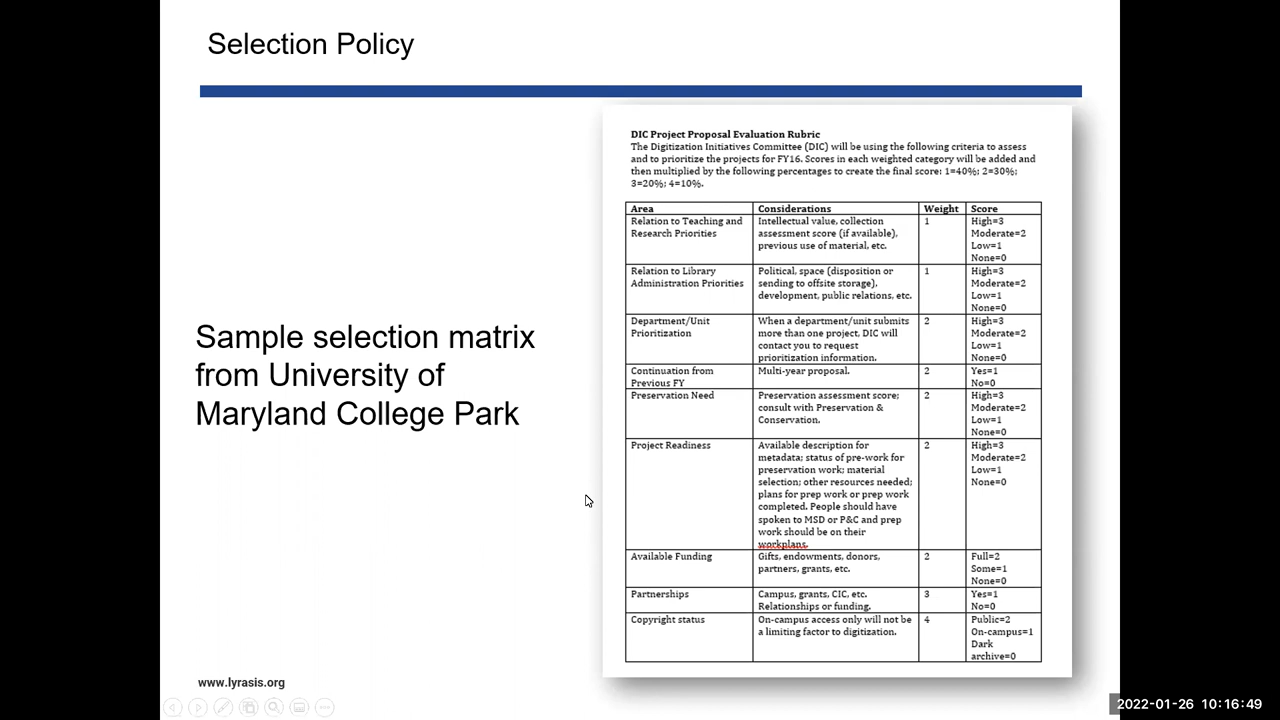 Selection Policy
DIC Project Proposal Evaluation Rubric
The Digitization Initiatives Committee (DIC) will be using the following criteria to assess
and to prioritize the projects for FY16. Scores in each weighted category will be added and
then multiplied by the following percentages to create the final score: 1=40%; 2=30%;
3=20%; 4=10%.
Area Considerations Weight Score
Relation to Teaching and Intellectual value, collection 1 High=3
Research Priorities assessment score (if available), Moderate=2
previous use of material, etc. Low=1
None=0
Relation to Library Political, space (disposition or 1 High=3
Administration Priorities sending to offsite storage), Moderate=2
development, public relations, etc. Low=1
None=0
Department/Unit When a department/unit submits 2 High=3
Prioritization more than one project, DIC will Moderate=2
contact you to request Low=1
prioritization information. None=0
Continuation from Multi-year proposal. 2 Yes=1
Previous FY No=0
Preservation Need Preservation assessment score; 2 High=3
consult with Preservation & Moderate=2
Conservation. Low=1
None=0
Project Readiness Available description for 2 High=3
metadata; status of pre-work for Moderate=2
preservation work; material Low=1
selection; other resources needed; None=0
plans for prep work or prep work
completed. People should have
spoken to MSD or P&C and prep
work should be on their
workplans.
Available Funding Gifts, endowments, donors, 2 Full=2
partners, grants, etc. Some=1
None=0
Partnerships Campus, grants, CIC, etc. 3 Yes=1
Relationships or funding. No=0
Copyright status On-campus access only will not be 4 Public=2
a limiting factor to digitization. On-campus=1
Dark
archive=0
Sample selection matrix
from University of
Maryland College Park
www.lyrasis.org
2022-01-26 10:16:49